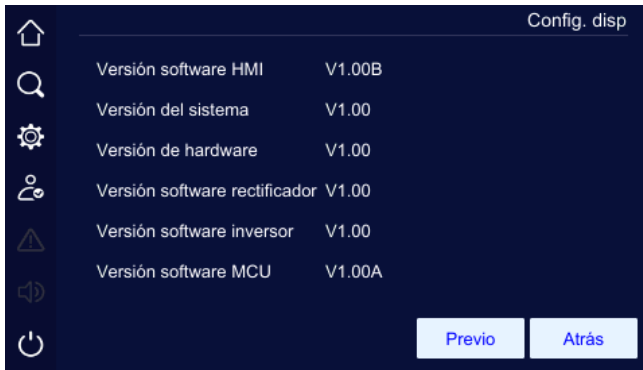 Config. disp
Versión software HMI V1.00B
Versión del sistema V1.00
Versión de hardware V1.00
Versión software rectificador V1.00
Versión software inversor V1.00
Versión software MCU V1.00A
Previo Atrás